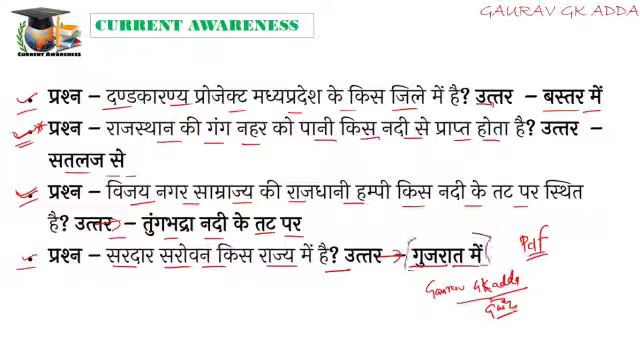 GAURAV GK ADDA
CURRENT AWARENESS
Current Awareness
प्रश्न – दण्डकारण्य प्रोजेक्ट मध्यप्रदेश के किस जिले में है? उत्तर – बस्तर में
प्रश्न – राजस्थान की गंग नहर को पानी किस नदी से प्राप्त होता है? उत्तर –
सतलज से
प्रश्न – विजय नगर साम्राज्य की राजधानी हम्पी किस नदी के तट पर स्थित
है? उत्तर – तुंगभद्रा नदी के तट पर
प्रश्न – सरदार सरोवन किस राज्य में है? उत्तर – गुजरात में
Pdf
Gaurav GK adda
Quiz